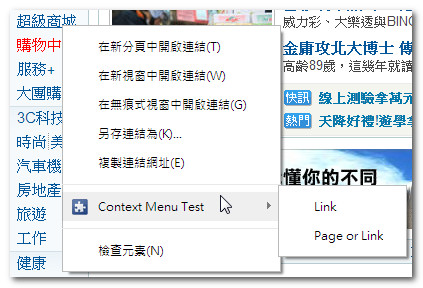 超級商城
購物中
服務+
大團購
3C科技
時尚 美
汽車機
房地產
旅遊
工作
健康
在新分頁中開啟連結(T)
在新視窗中開啟連結(W)
在無痕式視窗中開啟連結(G)
另存連結為(K)...
複製連結網址(E)
Context Menu Test
檢查元素(N)
Link
Page or Link
威力彩、大樂透與BING
金庸攻北大博士 傅
高齡89歲，這幾年就讀
快訊 線上測驗拿萬元
熱門 天降好禮!遊學拿
懂你的不同